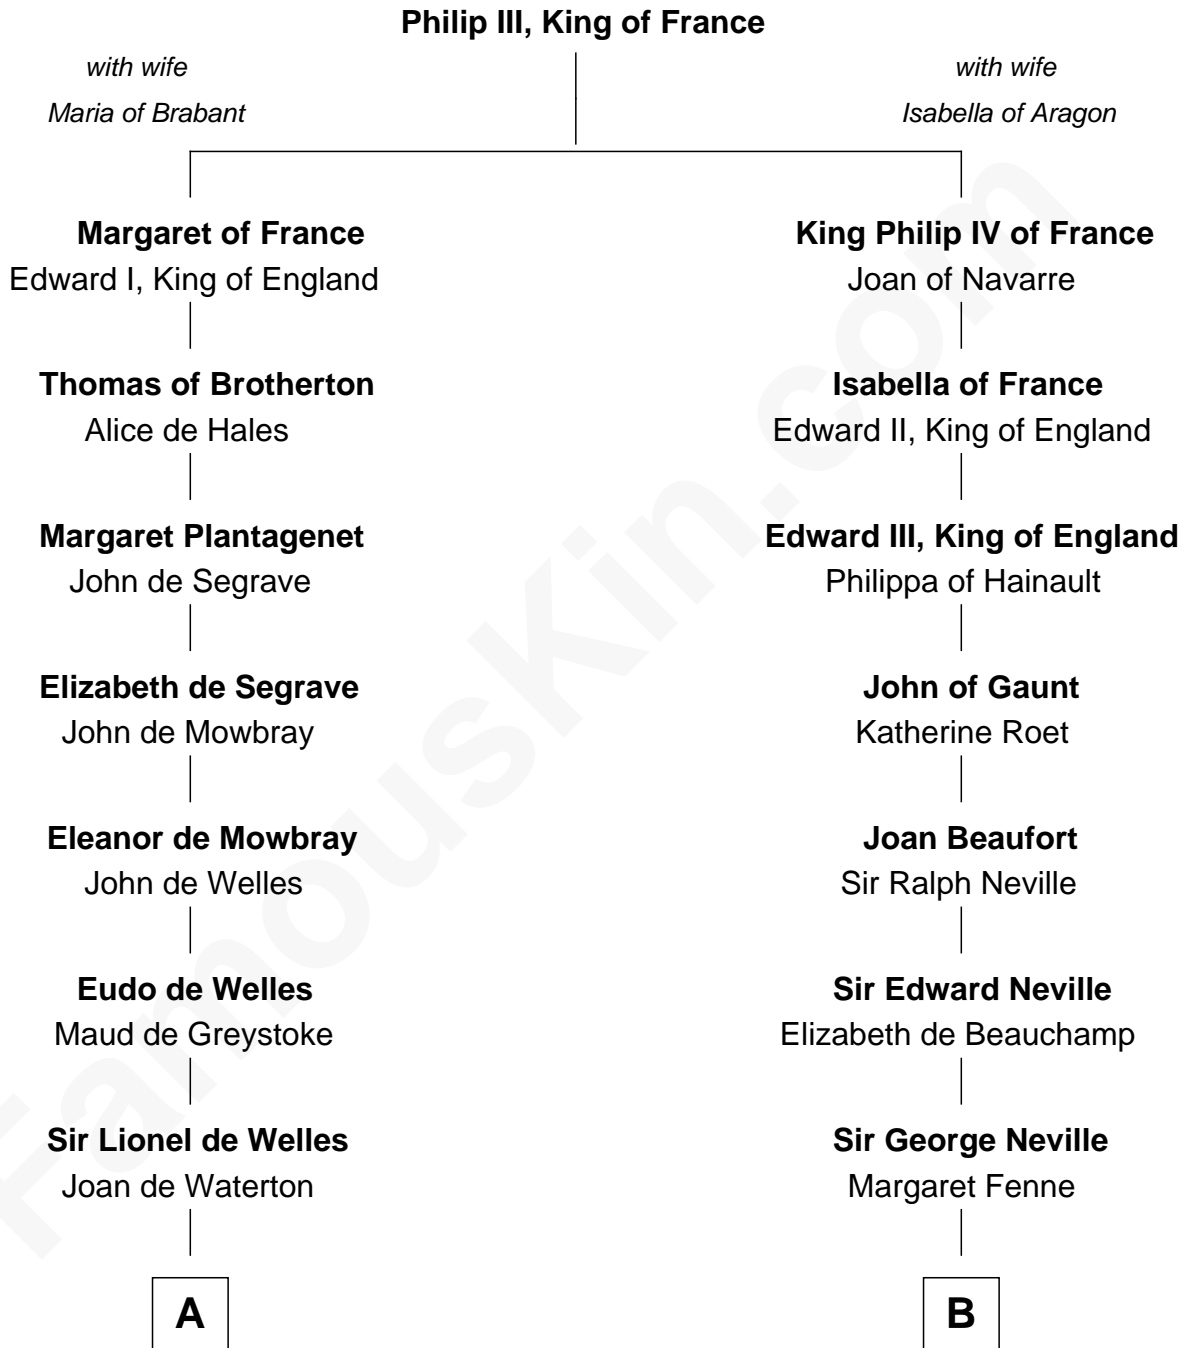 Philip III, King of France
with wife
Maria of Brabant
with wife
Isabella of Aragon
Margaret of France
Edward I, King of England
King Philip IV of France
Joan of Navarre
Thomas of Brotherton
Alice de Hales
Isabella of France
Edward II, King of England
Margaret Plantagenet
John de Segrave
Edward III, King of England
Philippa of Hainault
Elizabeth de Segrave
John de Mowbray
John of Gaunt
Katherine Roet
Eleanor de Mowbray
John de Welles
Joan Beaufort
Sir Ralph Neville
Eudo de Welles
Maud de Greystoke
Sir Edward Neville
Elizabeth de Beauchamp
Sir Lionel de Welles
Joan de Waterton
Sir George Neville
Margaret Fenne
A
B
FamousKin.com